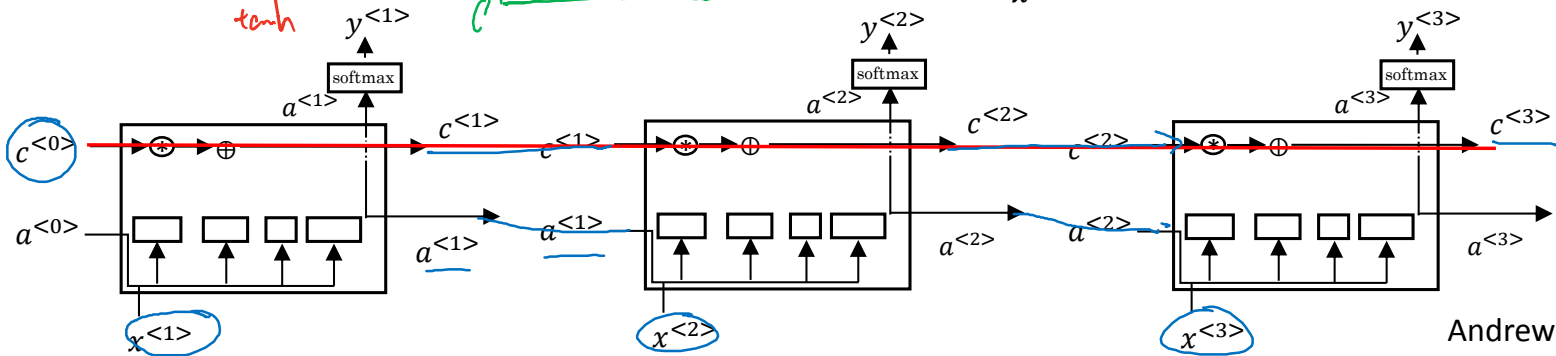 tanh
y<1> y<2> y<3>
softmax softmax softmax
a<1> a<2> a<3>
c<0> c<1> c<1> c<2> c<2> c<3>
a<0> a<1> a<1> a<2> a<2> a<3>
x<1> x<2> x<3>
Andrew